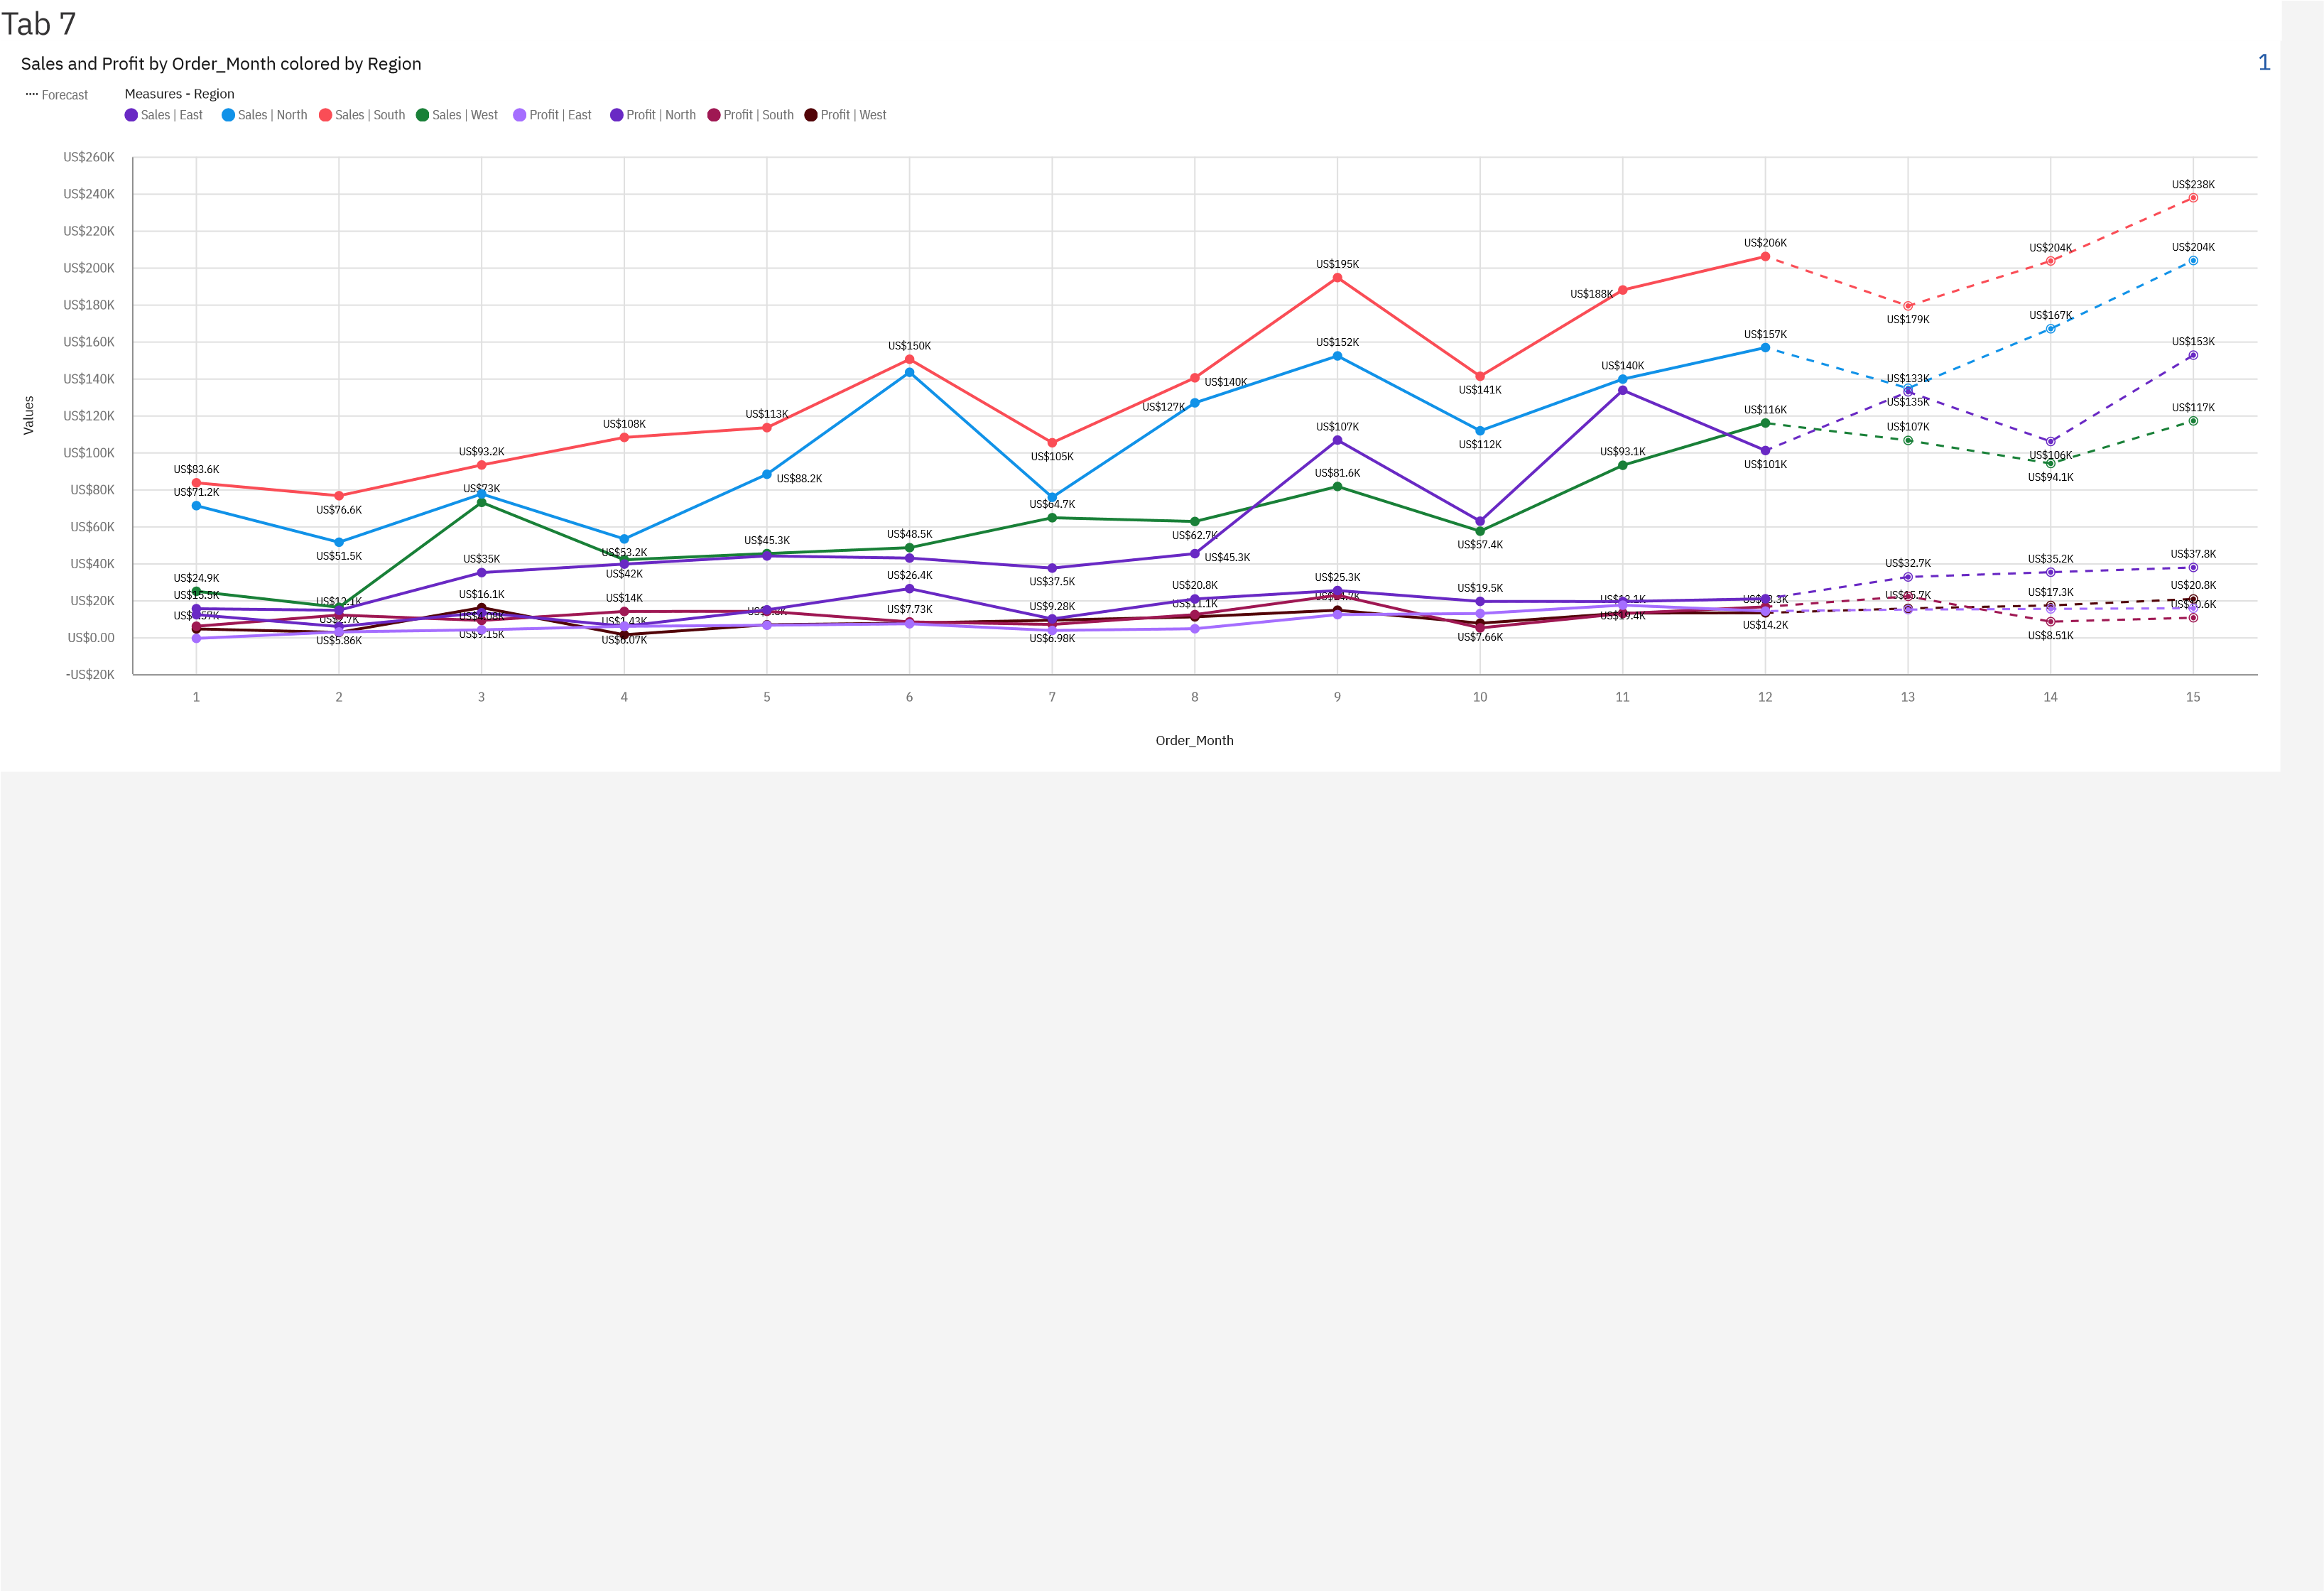 Tab 7
Sales and Profit by Order_Month colored by Region
1
Forecast
Measures - Region
Sales | East
Sales | North
Sales | South
Sales | West
Profit | East
Profit | North
Profit | South
Profit | West
Values
US$260K
US$240K
US$220K
US$200K
US$180K
US$160K
US$140K
US$120K
US$100K
US$80K
US$60K
US$40K
US$20K
US$0.00
-US$20K
US$83.6K
US$71.2K
US$24.9K
US$15.5K
US$76.6K
US$51.5K
US$5.86K
US$93.2K
US$73K
US$35K
US$16.1K
US$9.15K
US$108K
US$53.2K
US$42K
US$14K
US$6.07K
US$113K
US$88.2K
US$45.3K
US$150K
US$48.5K
US$26.4K
US$7.73K
US$105K
US$64.7K
US$37.5K
US$9.28K
US$6.98K
US$140K
US$127K
US$62.7K
US$45.3K
US$20.8K
US$11.1K
US$195K
US$152K
US$107K
US$81.6K
US$25.3K
US$141K
US$112K
US$57.4K
US$19.5K
US$7.66K
US$188K
US$140K
US$93.1K
US$206K
US$157K
US$116K
US$101K
US$14.2K
US$179K
US$133K
US$135K
US$107K
US$32.7K
US$15.7K
US$204K
US$167K
US$106K
US$94.1K
US$35.2K
US$17.3K
US$8.51K
US$238K
US$204K
US$153K
US$117K
US$37.8K
US$20.8K
1
2
3
4
5
6
7
8
9
10
11
12
13
14
15
Order_Month